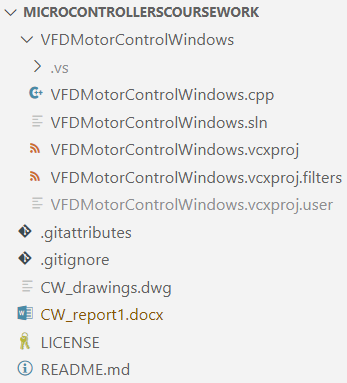 MICROCONTROLLERSCOURSEWORK
VFDMotorControlWindows
.vs
VFDMotorControlWindows.cpp
VFDMotorControlWindows.sln
VFDMotorControlWindows.vcxproj
VFDMotorControlWindows.vcxproj.filters
VFDMotorControlWindows.vcxproj.user
.gitattributes
.gitignore
CW_drawings.dwg
CW_report1.docx
LICENSE
README.md